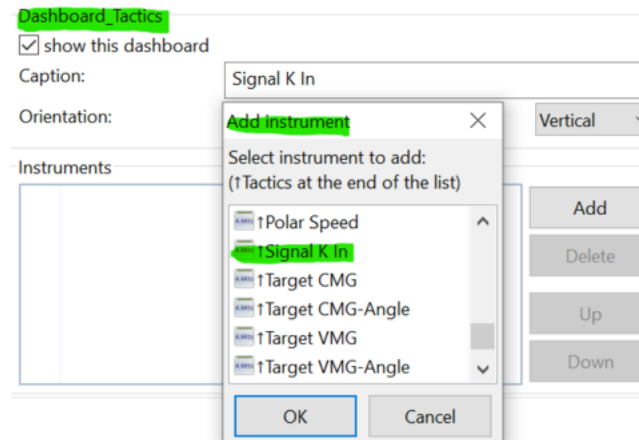 Dashboard_Tactics
show this dashboard
Caption:
Signal K In
Orientation:
Vertical
Add instrument
Select instrument to add:
(↑Tactics at the end of the list)
Instruments
↑Polar Speed
↑Signal K In
↑Target CMG
↑Target CMG-Angle
↑Target VMG
↑Target VMG-Angle
OK
Cancel
Add
Delete
Up
Down